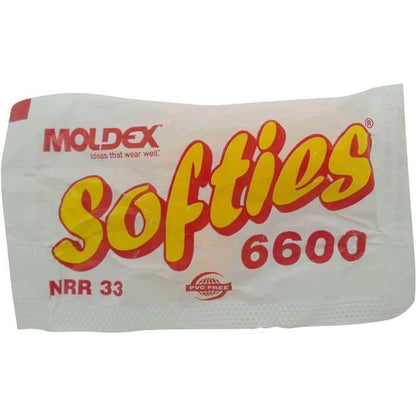 MOLDEX
Ideas that wear well.®
Softies®
6600
NRR 33
PVC FREE